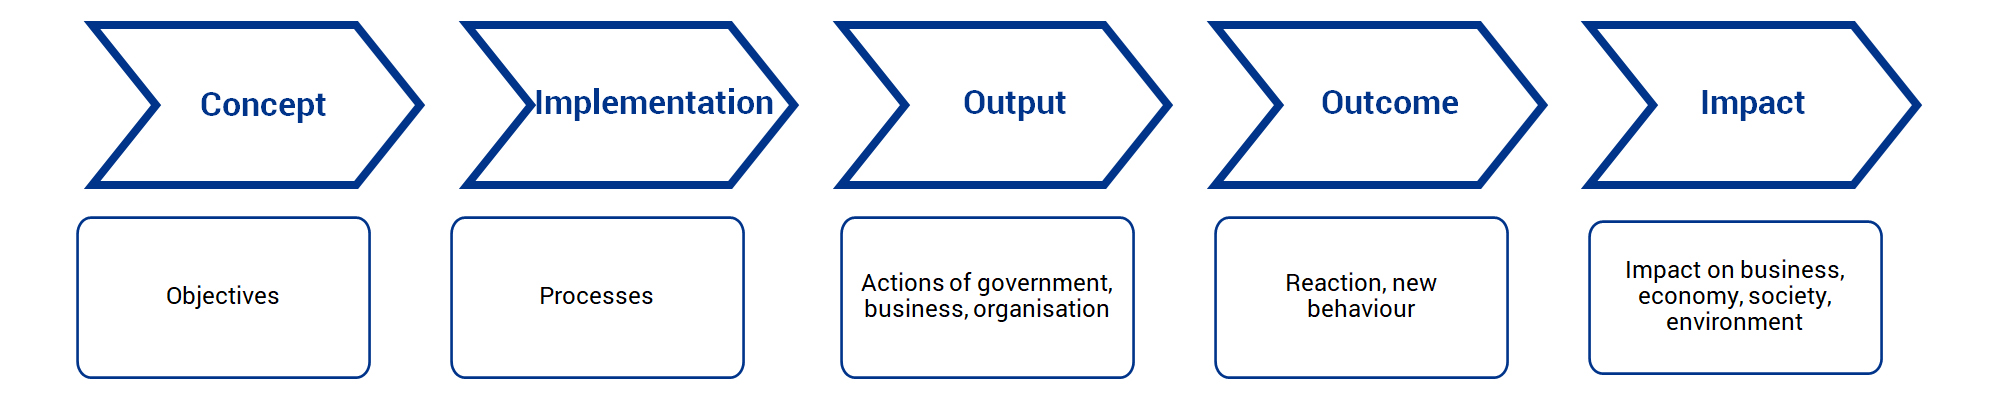 Concept
Implementation
Output
Outcome
Impact
Objectives
Processes
Actions of government,
business, organisation
Reaction, new
behaviour
Impact on business,
economy, society,
environment